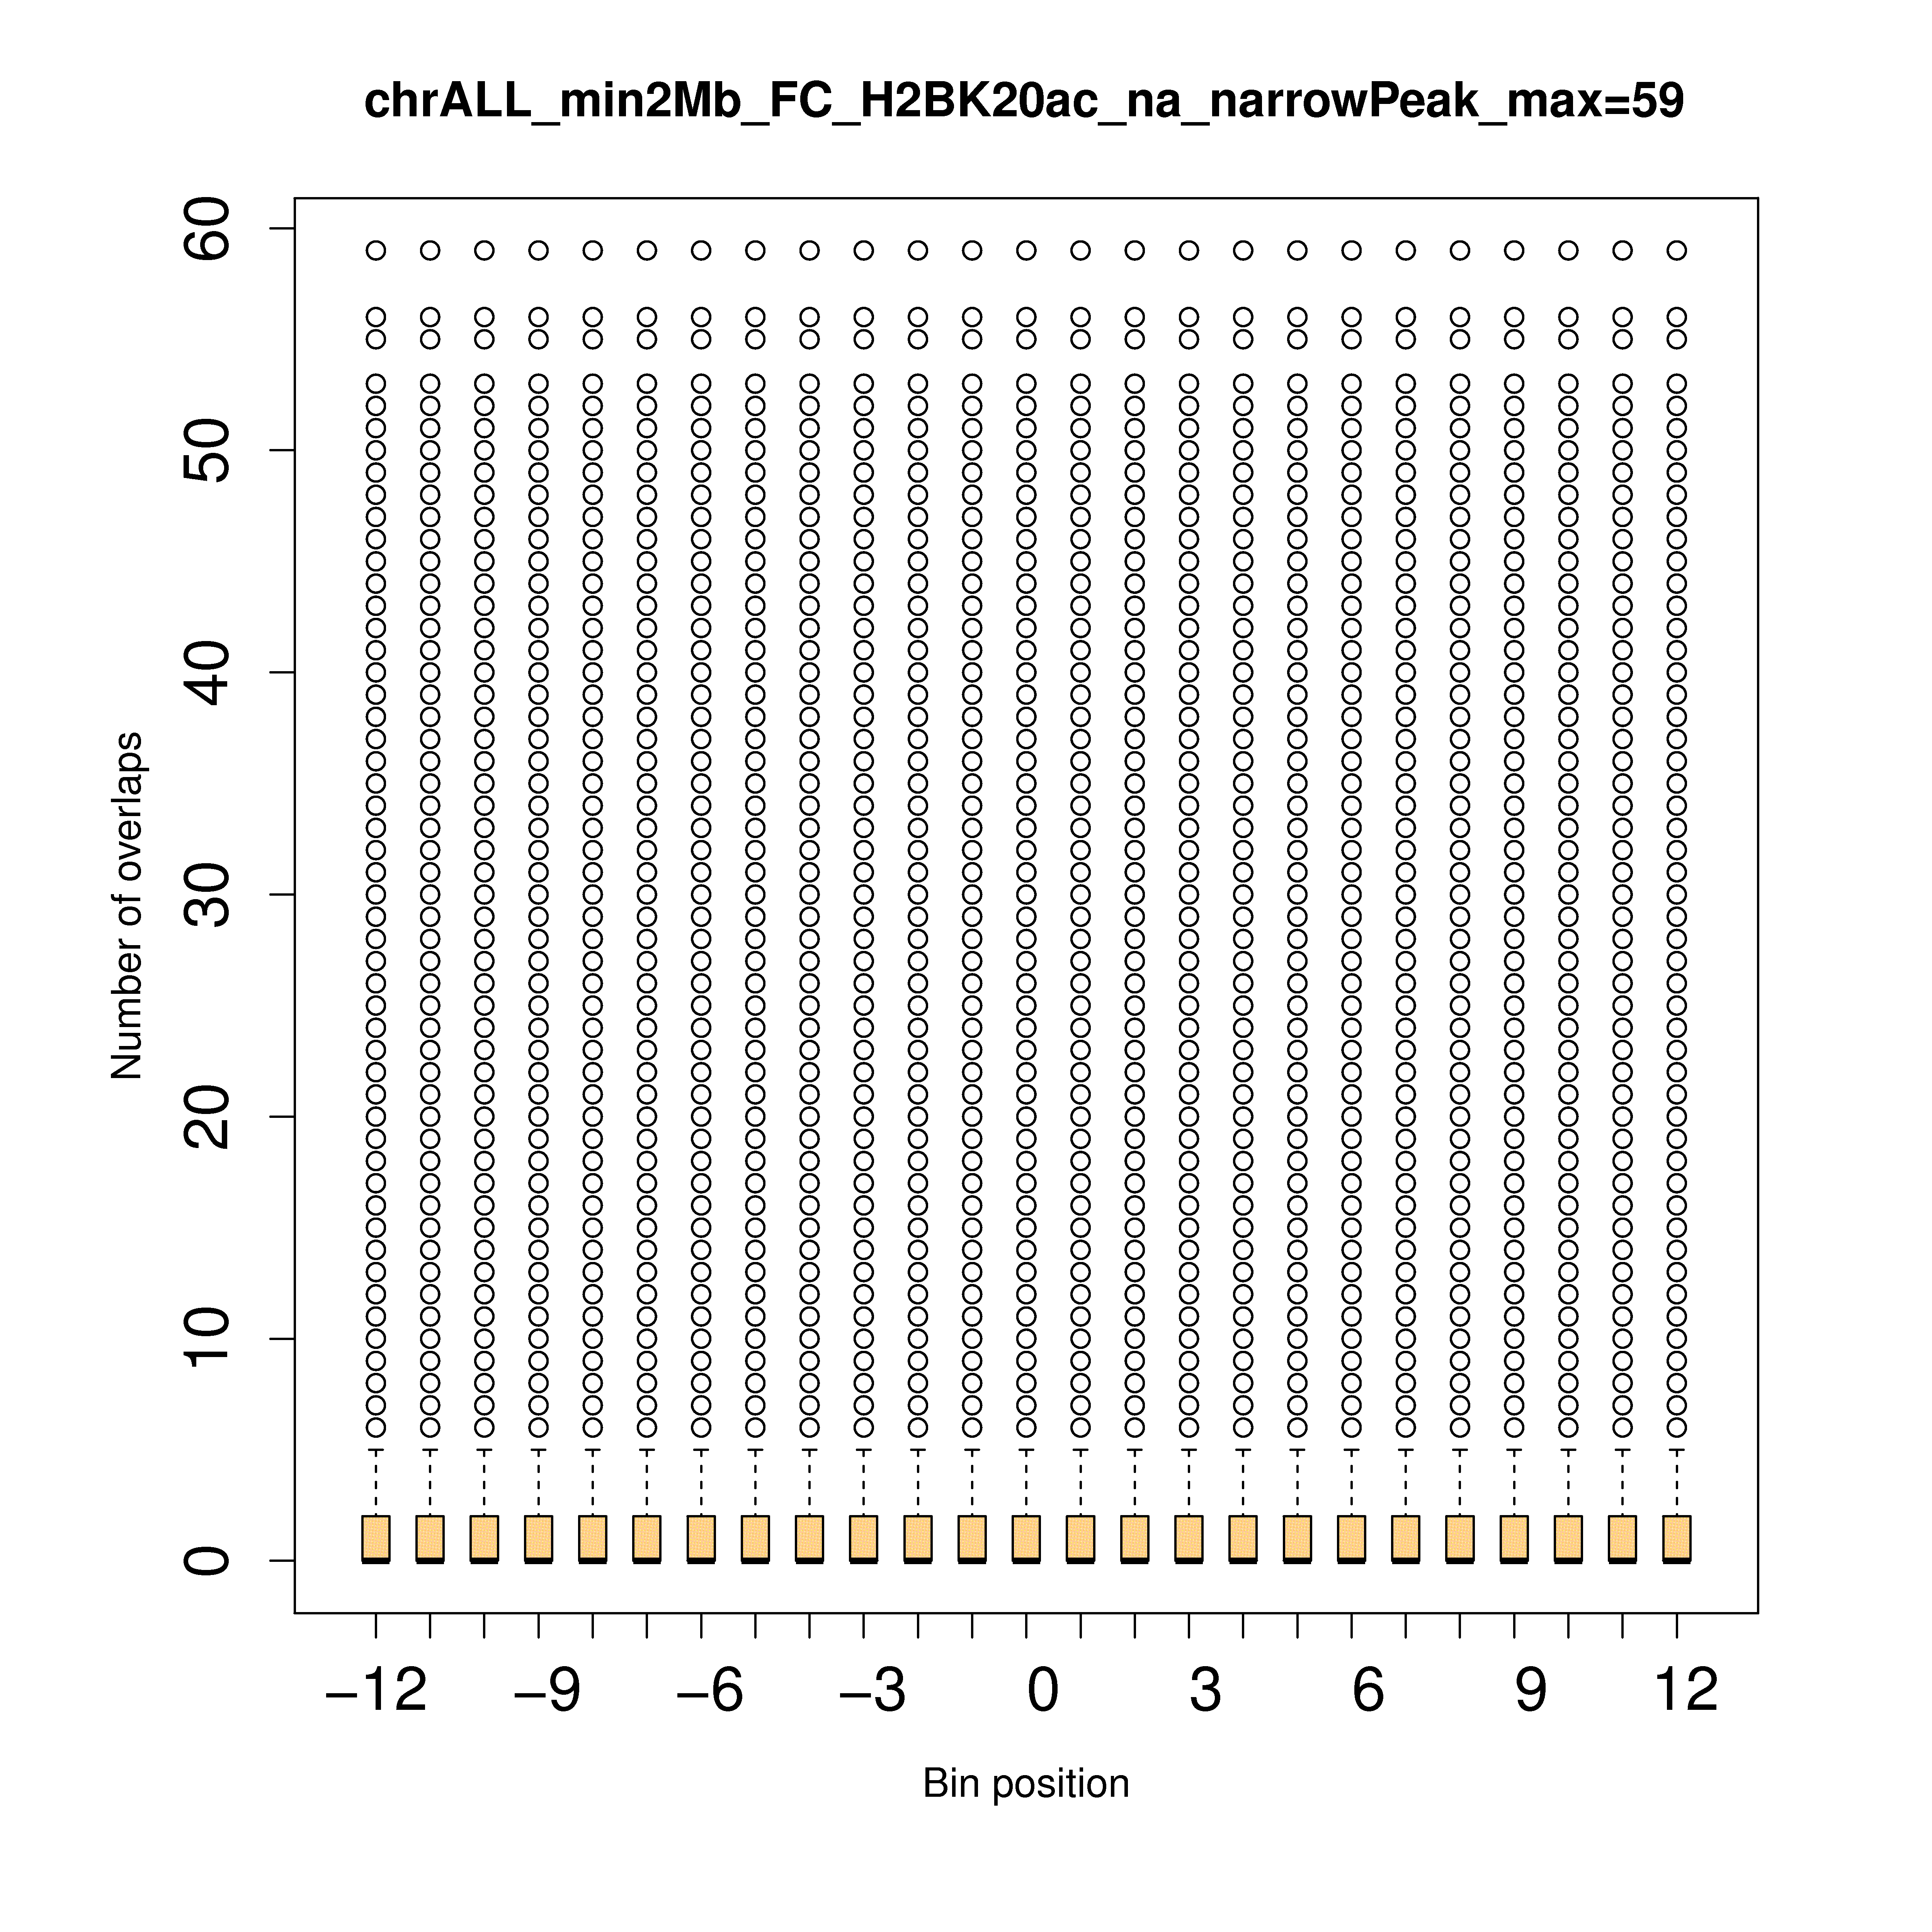 chrALL_min2Mb_FC_H2BK20ac_na_narrowPeak_max=59
60
50
40
30
20
10
0
Number of overlaps
−12 −9 −6 −3 0 3 6 9 12
Bin position